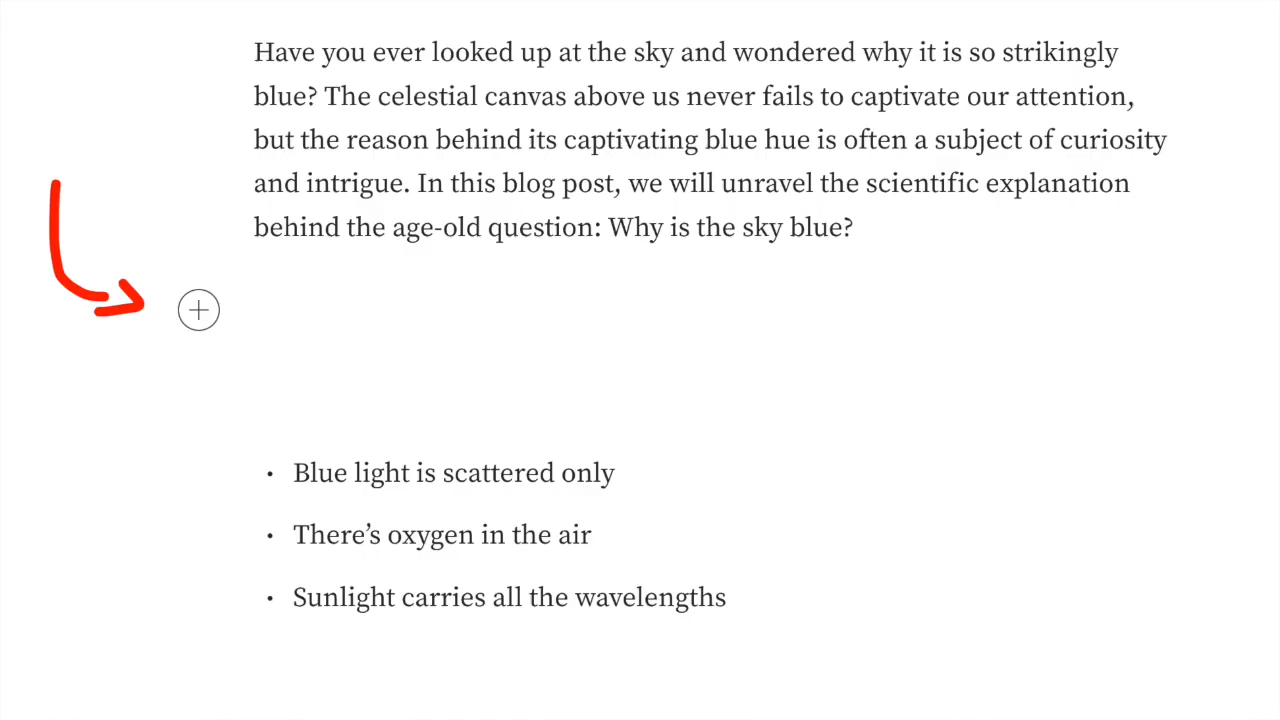 Have you ever looked up at the sky and wondered why it is so strikingly
blue? The celestial canvas above us never fails to captivate our attention,
but the reason behind its captivating blue hue is often a subject of curiosity
and intrigue. In this blog post, we will unravel the scientific explanation
behind the age-old question: Why is the sky blue?
• Blue light is scattered only
• There’s oxygen in the air
• Sunlight carries all the wavelengths